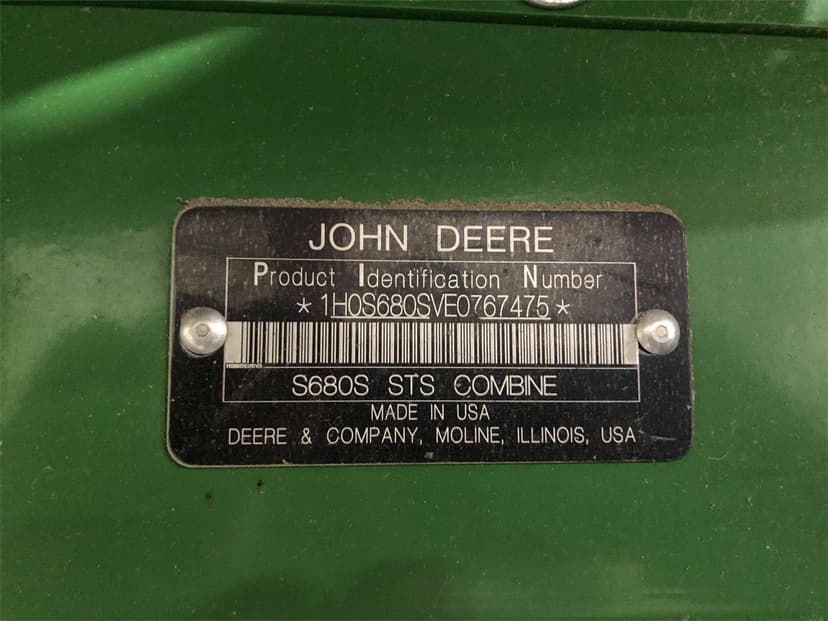 JOHN DEERE
Product Identification Number
*1H0S680SVE0767475*
S680S STS COMBINE
MADE IN USA
DEERE & COMPANY, MOLINE, ILLINOIS, USA